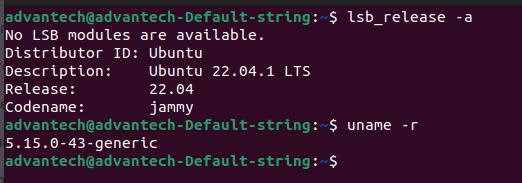 advantech@advantech-Default-string:~$ lsb_release -a
No LSB modules are available.
Distributor ID: Ubuntu
Description:    Ubuntu 22.04.1 LTS
Release:        22.04
Codename:       jammy
advantech@advantech-Default-string:~$ uname -r
5.15.0-43-generic
advantech@advantech-Default-string:~$